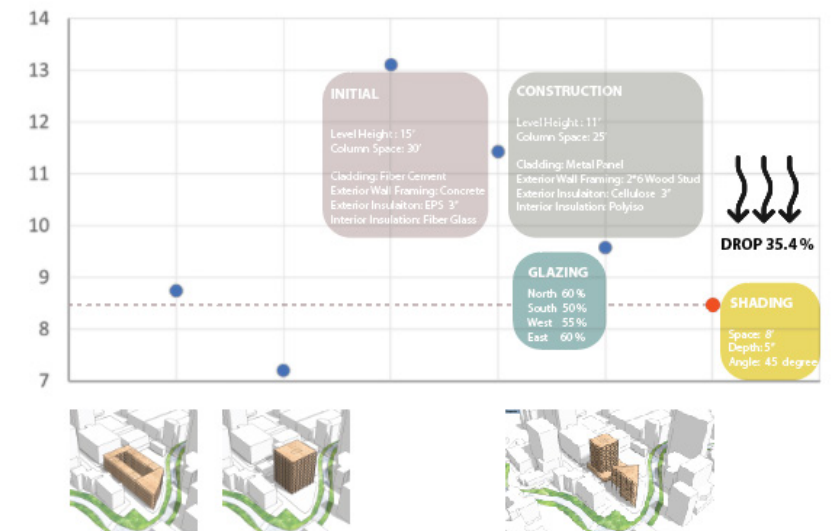 14
13
12
11
10
9
8
7
INITIAL
Level Height : 15'
Column Space: 30'
Cladding: Fiber Cement
Exterior Wall Framing: Concrete
Exterior Insulaiton: EPS 3"
Interior Insulation: Fiber Glass
CONSTRUCTION
Level Height : 11'
Column Space: 25'
Cladding: Metal Panel
Exterior Wall Framing: 2*6 Wood Stud
Exterior Insulaiton: Cellulose 3"
Interior Insulation: Polyiso
DROP 35.4 %
GLAZING
North 60 %
South 50 %
West 55 %
East 60 %
SHADING
Space: 8'
Depth: 5"
Angle: 45 degree